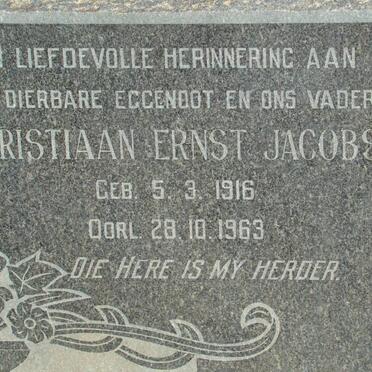 LIEFDEVOLLE HERINNERING AAN
DIERBARE EGGENOOT EN ONS VADER
RISTIAAN ERNST JACOBS
GEB. 5. 3. 1916
OORL. 28. 10. 1963
DIE HERE IS MY HERDER.